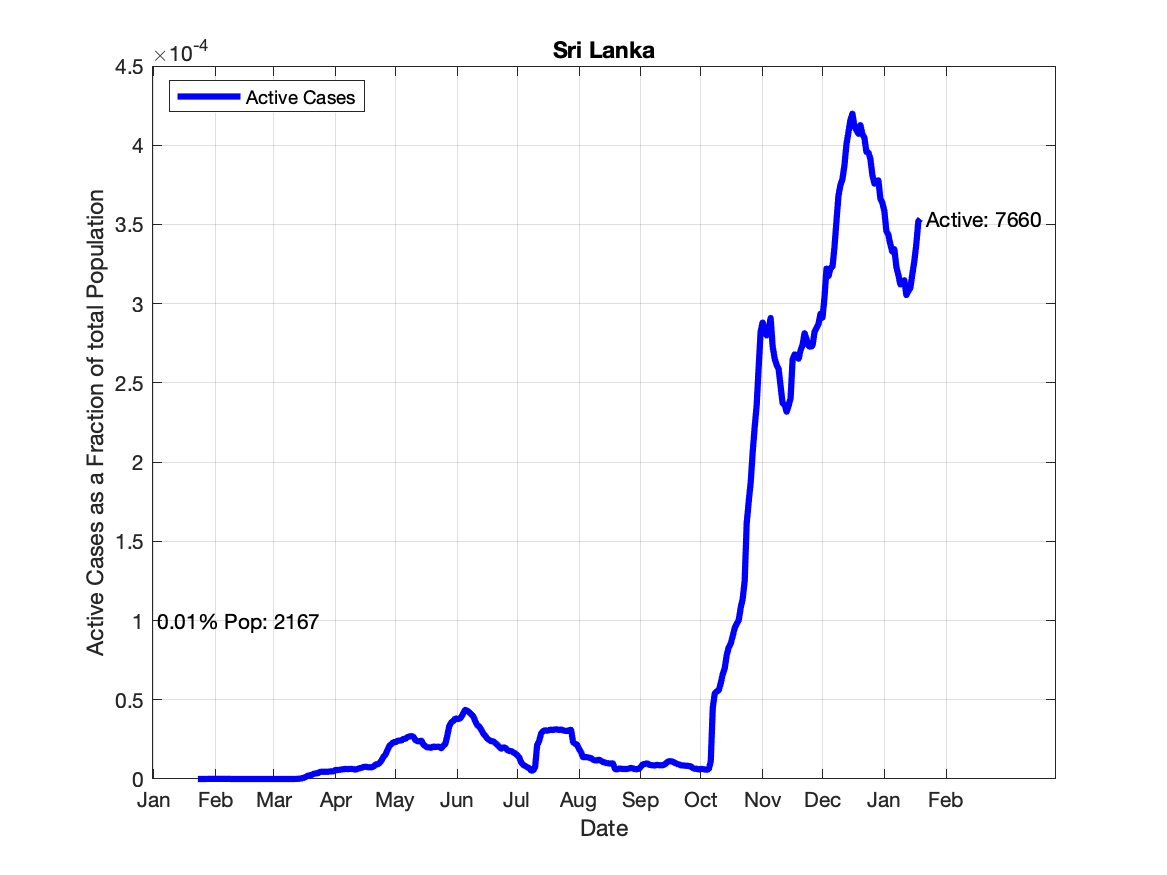 Sri Lanka
×10-4
Active Cases
4.5
4
3.5
3
2.5
2
1.5
1
0.5
0
Active: 7660
0.01% Pop: 2167
Active Cases as a Fraction of total Population
Jan Feb Mar Apr May Jun Jul Aug Sep Oct Nov Dec Jan Feb
Date